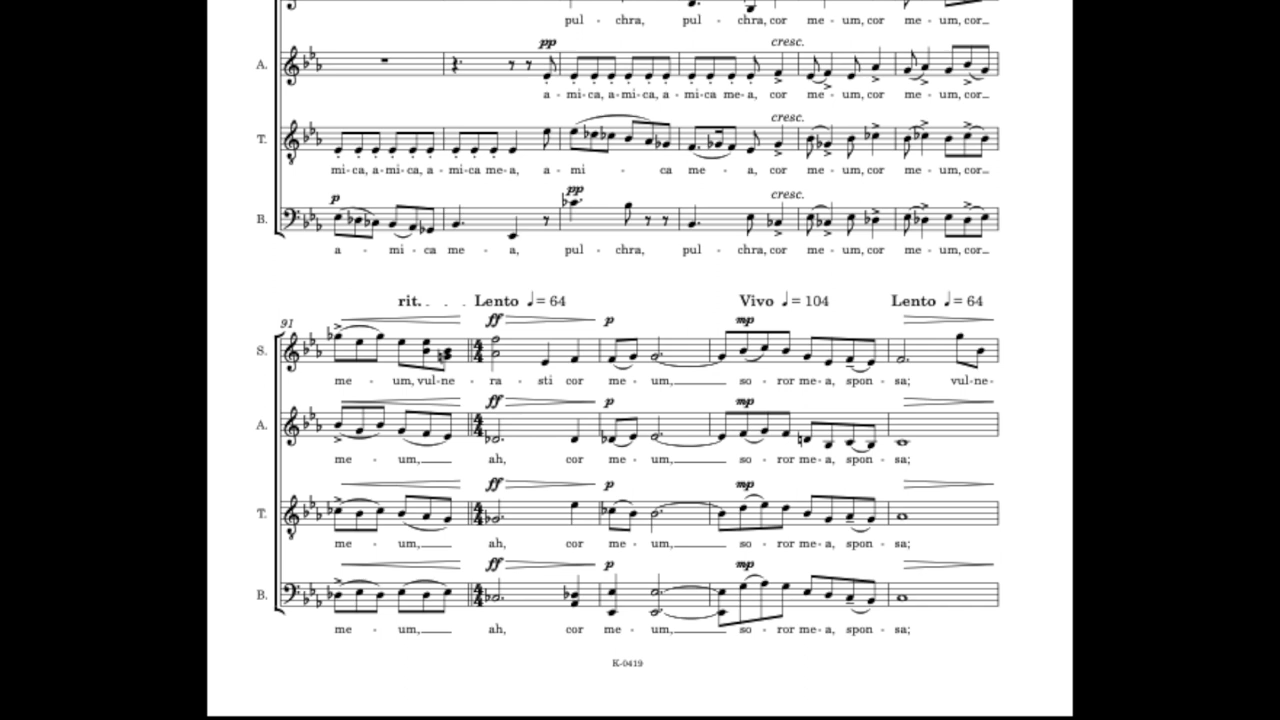 pul - chra, pul - chra, cor me - um, cor me - um, cor
pp cresc.
A.
a - mi - ca, a - mi - ca, a - mi - ca me - a, cor me - um, cor me - um, cor
cresc.
T.
mi - ca, a - mi - ca, a - mi - ca me - a, a - mi - ca me - a, cor me - um, cor me - um, cor
p pp cresc.
B.
a - mi - ca me - a, pul - chra, pul - chra, cor me - um, cor me - um, cor
rit. Lento ♩ = 64 Vivo ♩ = 104 Lento ♩ = 64
91
ff p mp
S.
me - um, vul - ne - ra - sti cor me - um, so - ror me - a, spon - sa; vul - ne -
ff p mp
A.
me - um, ah, cor me - um, so - ror me - a, spon - sa;
ff p mp
T.
me - um, ah, cor me - um, so - ror me - a, spon - sa;
ff p mp
B.
me - um, ah, cor me - um, so - ror me - a, spon - sa;
K-0419